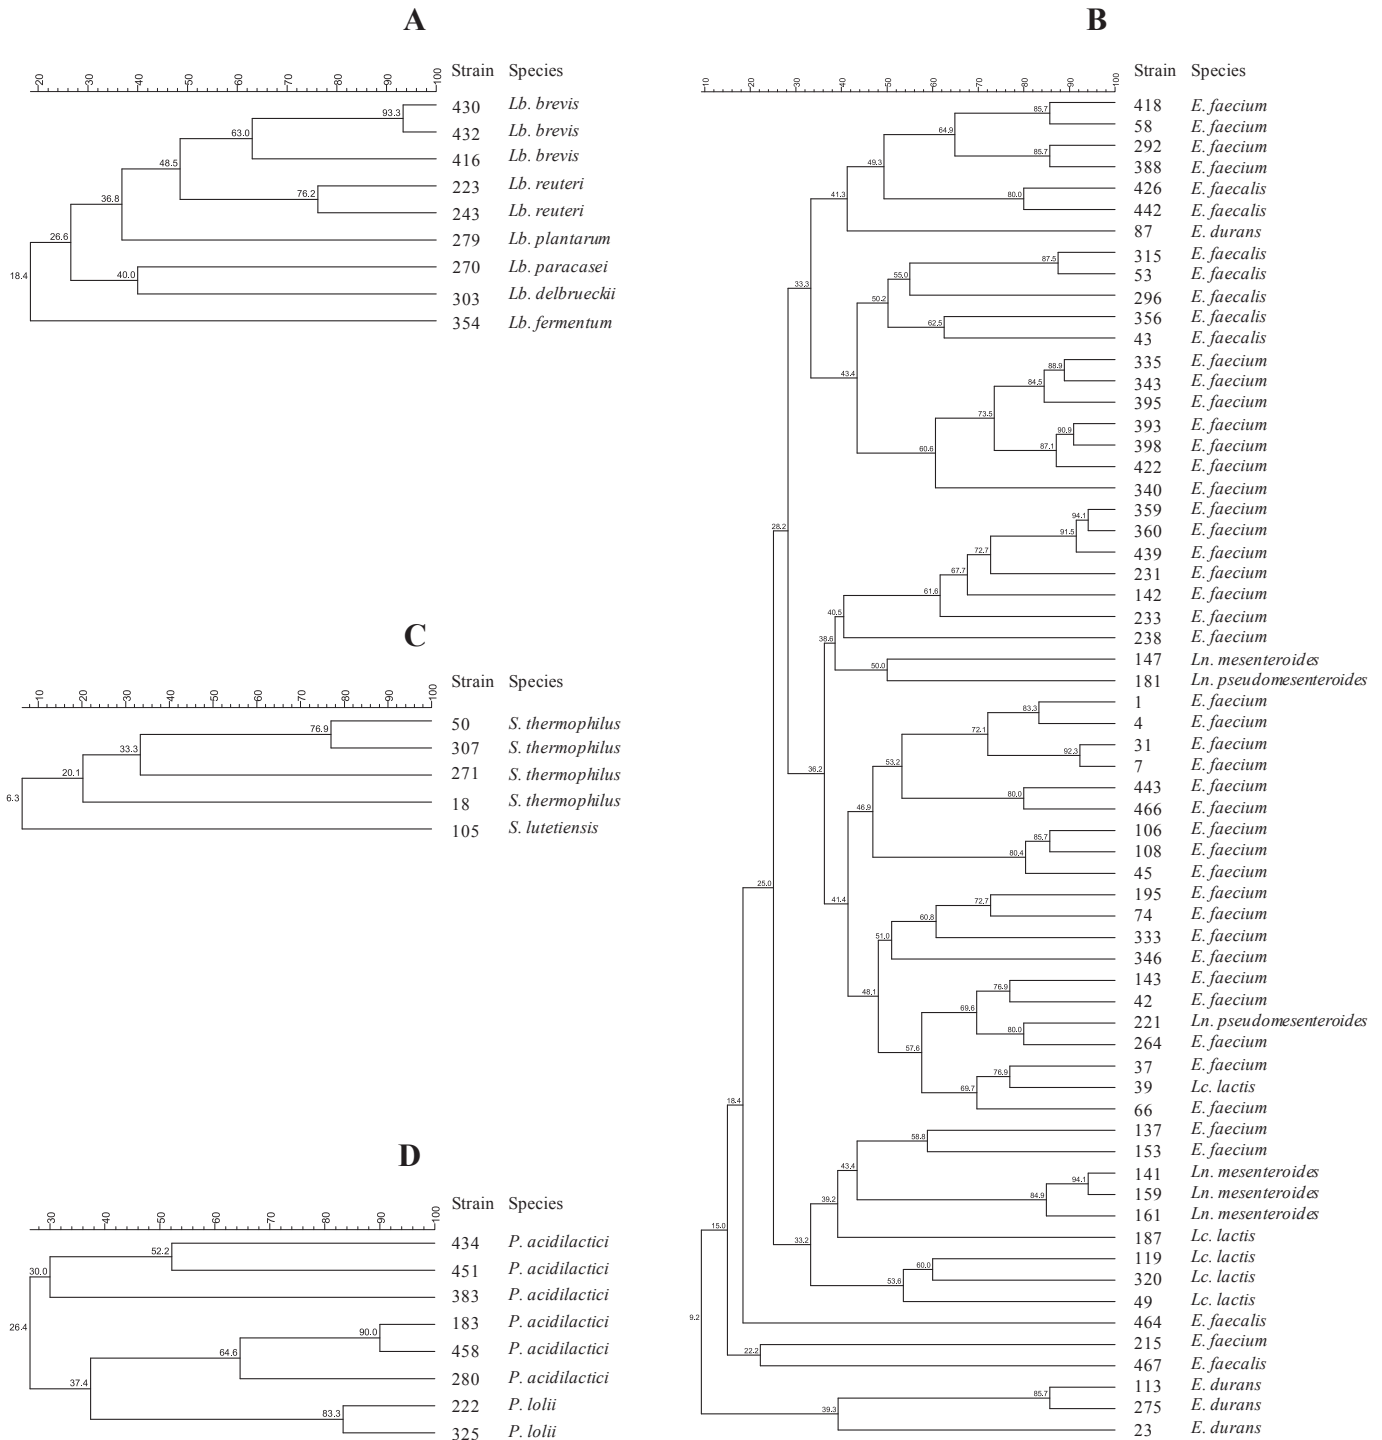 A
20 30 40 50 60 70 80 90 100 Strain Species
430 Lb. brevis
93.3
432 Lb. brevis
63.0
416 Lb. brevis
48.5
223 Lb. reuteri
76.2
36.8
243 Lb. reuteri
26.6
279 Lb. plantarum
18.4
270 Lb. paracasei
40.0
303 Lb. delbrueckii
354 Lb. fermentum
C
10 20 30 40 50 60 70 80 90 100 Strain Species
50 S. thermophilus
76.9
307 S. thermophilus
33.3
271 S. thermophilus
20.1
6.3
18 S. thermophilus
105 S. lutetiensis
D
30 40 50 60 70 80 90 100 Strain Species
434 P. acidilactici
52.2
451 P. acidilactici
30.0
383 P. acidilactici
26.4
183 P. acidilactici
90.0
458 P. acidilactici
64.6
280 P. acidilactici
37.4
222 P. lolii
83.3
325 P. lolii
B
10 20 30 40 50 60 70 80 90 100 Strain Species
418 E. faecium
85.7
58 E. faecium
64.9
292 E. faecium
85.7
388 E. faecium
49.3
426 E. faecalis
80.0
41.3
442 E. faecalis
87 E. durans
315 E. faecalis
87.5
53 E. faecalis
55.0
33.3
296 E. faecalis
50.2
356 E. faecalis
62.5
43 E. faecalis
335 E. faecium
88.9
43.4
343 E. faecium
84.5
395 E. faecium
73.5
393 E. faecium
90.9
398 E. faecium
87.1
60.6
422 E. faecium
340 E. faecium
359 E. faecium
94.1
28.2
360 E. faecium
91.5
439 E. faecium
72.7
231 E. faecium
67.7
142 E. faecium
61.6
233 E. faecium
40.5
238 E. faecium
38.6
147 Ln. mesenteroides
50.0
181 Ln. pseudomesenteroides
1 E. faecium
83.3
4 E. faecium
72.1
31 E. faecium
92.3
7 E. faecium
53.2
36.2
443 E. faecium
80.0
466 E. faecium
46.9
106 E. faecium
85.7
108 E. faecium
80.4
45 E. faecium
25.0
195 E. faecium
72.7
41.4
74 E. faecium
60.8
333 E. faecium
51.0
346 E. faecium
143 E. faecium
76.9
48.1
42 E. faecium
69.6
221 Ln. pseudomesenteroides
80.0
264 E. faecium
57.6
37 E. faecium
76.9
39 Lc. lactis
69.7
18.4
66 E. faecium
137 E. faecium
58.8
153 E. faecium
43.4
141 Ln. mesenteroides
94.1
159 Ln. mesenteroides
84.9
39.2
161 Ln. mesenteroides
15.0
187 Lc. lactis
33.2
119 Lc. lactis
60.0
320 Lc. lactis
53.6
49 Lc. lactis
9.2
464 E. faecalis
215 E. faecium
22.2
467 E. faecalis
113 E. durans
85.7
275 E. durans
39.3
23 E. durans